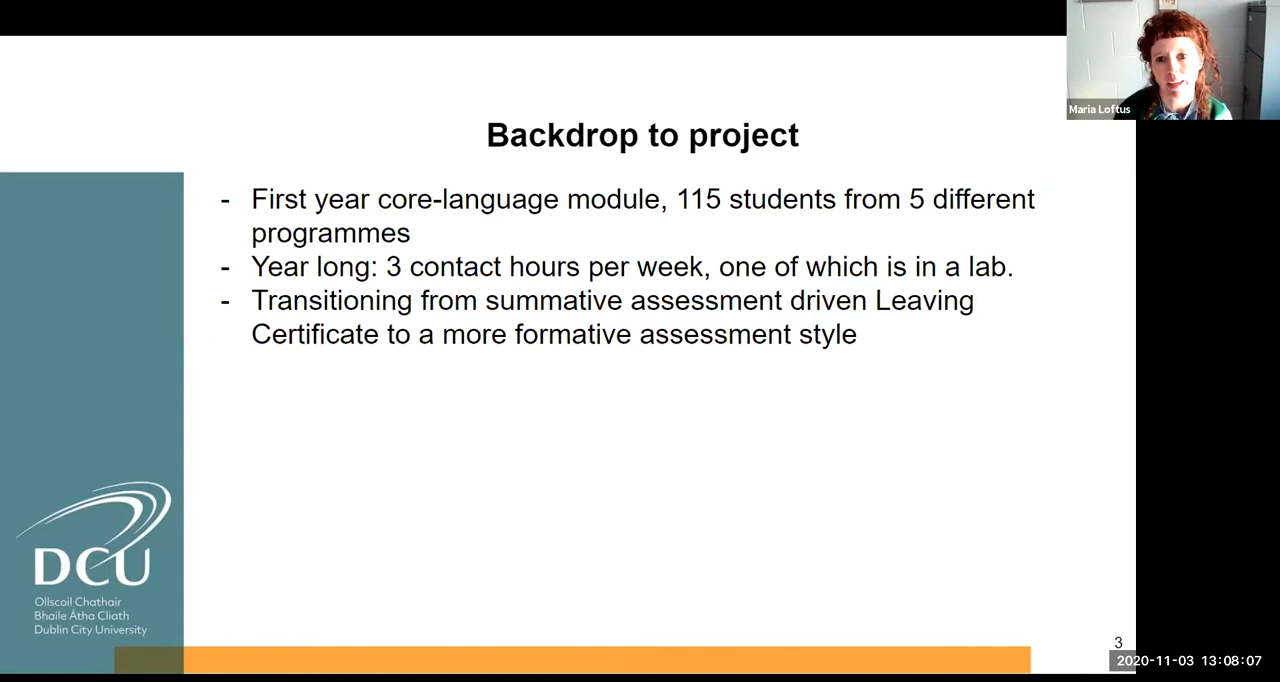 Maria Loftus
Backdrop to project
- First year core-language module, 115 students from 5 different
programmes
- Year long: 3 contact hours per week, one of which is in a lab.
- Transitioning from summative assessment driven Leaving
Certificate to a more formative assessment style
DCU
Ollscoil Chathair
Bhaile Átha Cliath
Dublin City University
3
2020-11-03 13:08:07